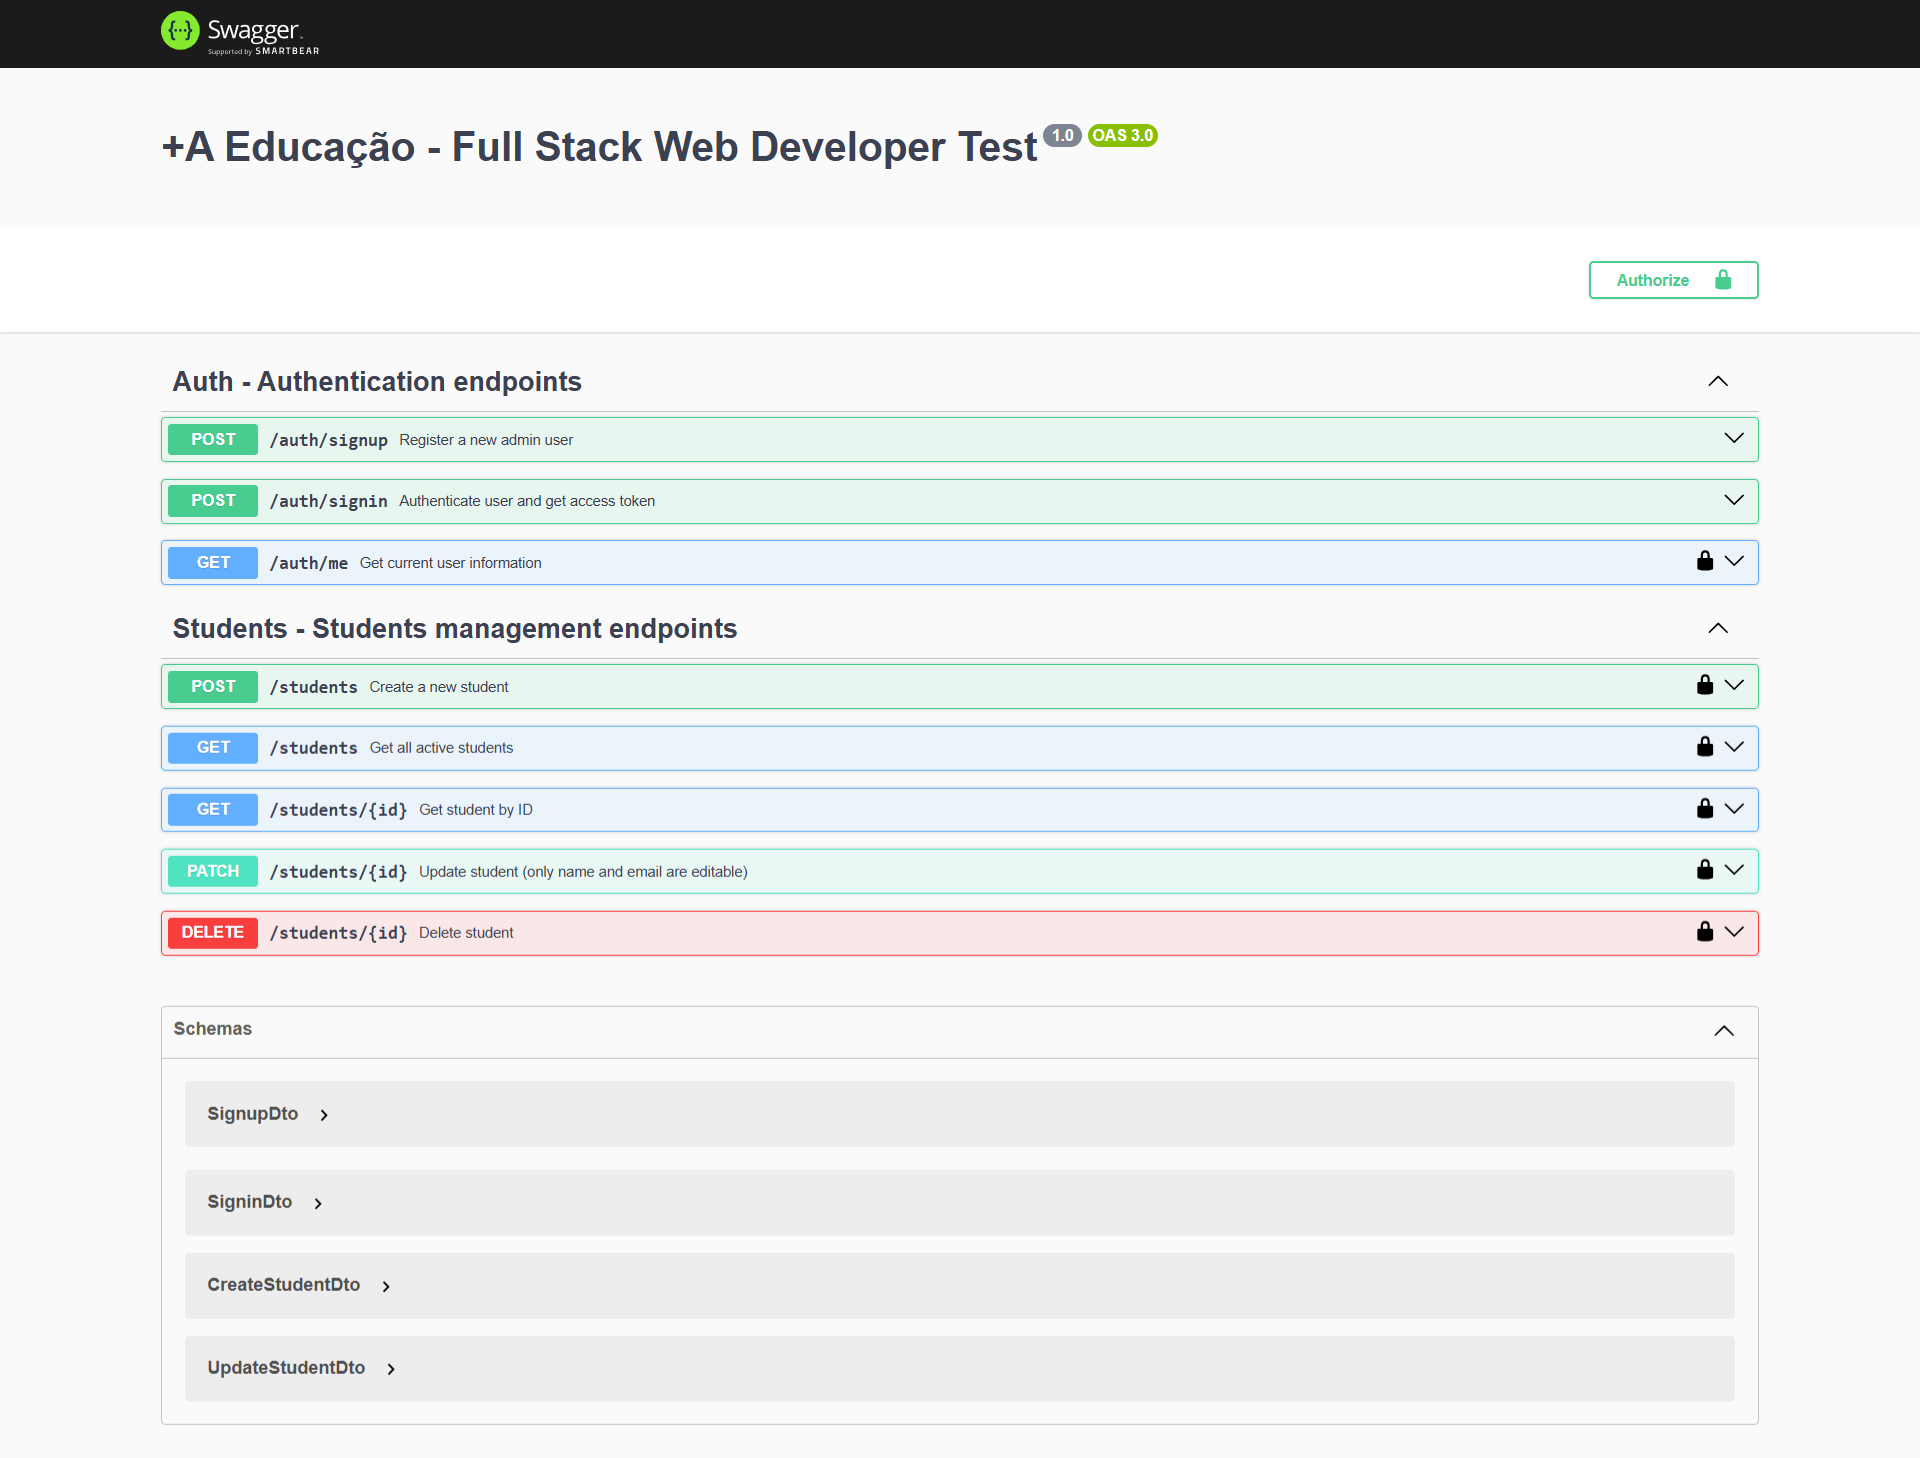 Swagger
Supported by SMARTBEAR
+A Educação - Full Stack Web Developer Test 1.0 OAS 3.0
Authorize
Auth - Authentication endpoints
POST /auth/signup Register a new admin user
POST /auth/signin Authenticate user and get access token
GET /auth/me Get current user information
Students - Students management endpoints
POST /students Create a new student
GET /students Get all active students
GET /students/{id} Get student by ID
PATCH /students/{id} Update student (only name and email are editable)
DELETE /students/{id} Delete student
Schemas
SignupDto
SigninDto
CreateStudentDto
UpdateStudentDto